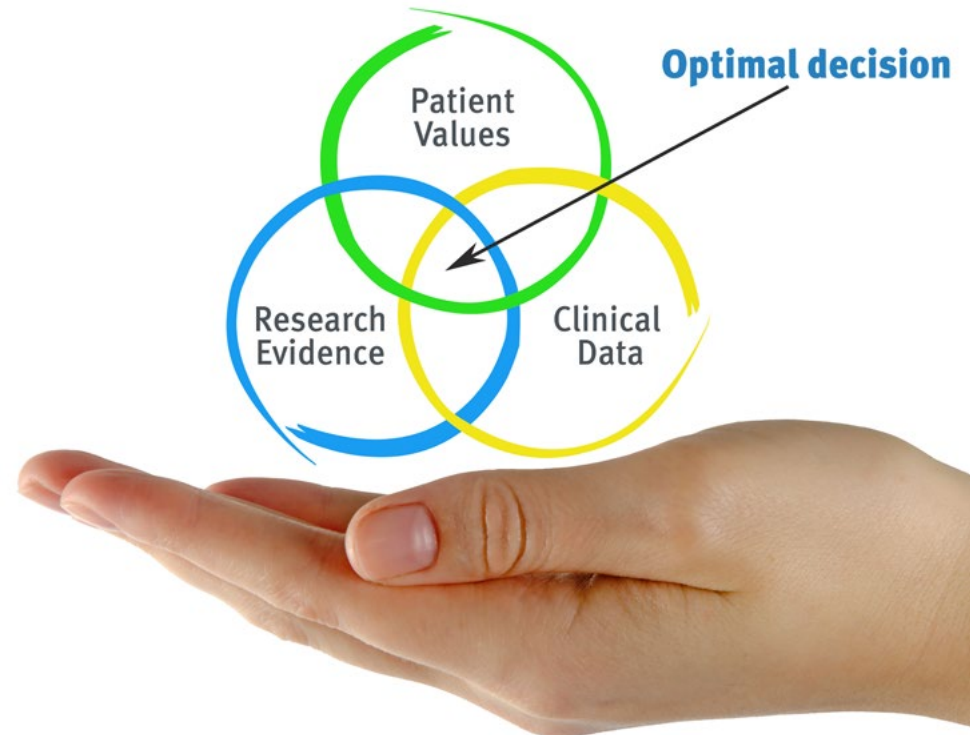 Optimal decision
Patient
Values
Research
Evidence
Clinical
Data